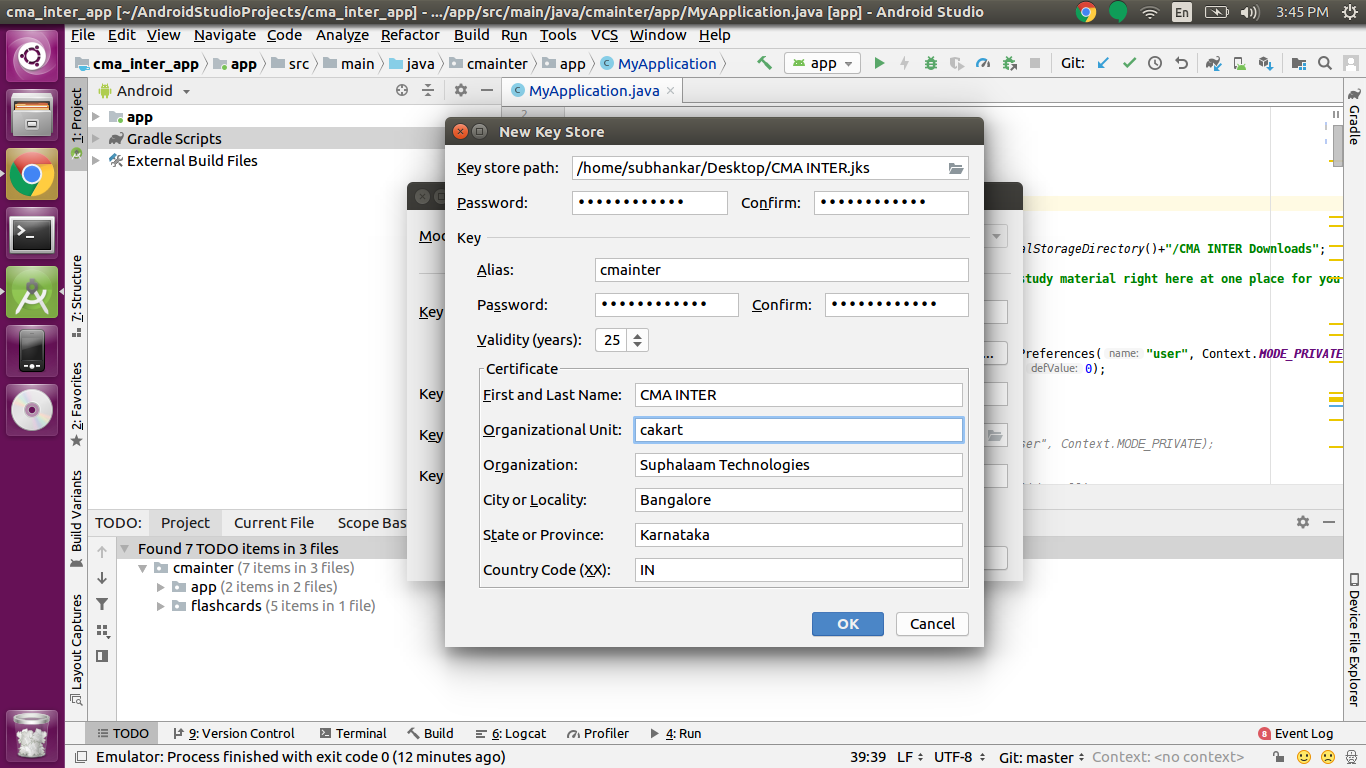 cma_inter_app [~/AndroidStudioProjects/cma_inter_app] - .../app/src/main/java/cmainter/app/MyApplication.java [app] - Android Studio
En
3:45 PM
File Edit View Navigate Code Analyze Refactor Build Run Tools VCS Window Help
cma_inter_app app src main java cmainter app MyApplication
app
Git:
1: Project
Android
MyApplication.java
Gradle
app
2
Gradle Scripts
External Build Files
New Key Store
Key store path: /home/subhankar/Desktop/CMA INTER.jks
Password: •••••••••••• Confirm: ••••••••••••
Key
Alias: cmainter
Password: •••••••••••• Confirm: ••••••••••••
Validity (years): 25
Certificate
First and Last Name: CMA INTER
Organizational Unit: cakart
Organization: Suphalaam Technologies
City or Locality: Bangalore
State or Province: Karnataka
Country Code (XX): IN
OK Cancel
Key
Key
Key
Key
...
alStorageDirectory()+"/CMA INTER Downloads";
study material right here at one place for you
Preferences( name: "user", Context.MODE_PRIVATE
defValue: 0);
ser", Context.MODE_PRIVATE);
7: Structure
2: Favorites
Build Variants
Layout Captures
Device File Explorer
TODO: Project Current File Scope Bas
Found 7 TODO items in 3 files
cmainter (7 items in 3 files)
app (2 items in 2 files)
flashcards (5 items in 1 file)
TODO 9: Version Control Terminal Build 6: Logcat Profiler 4: Run 8 Event Log
Emulator: Process finished with exit code 0 (12 minutes ago) 39:39 LF UTF-8 Git: master Context: <no context>